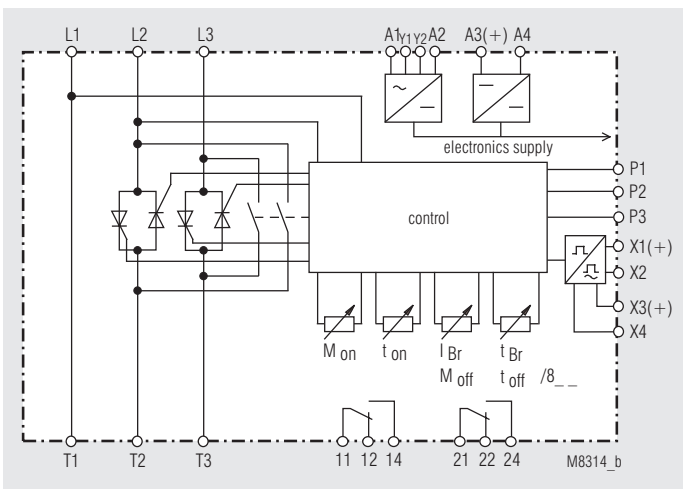 L1 L2 L3 A1 Y1 Y2 A2 A3(+) A4
electronics supply
P1
P2
control
P3
X1(+)
X2
X3(+)
X4
M on t on I Br t Br
M off t off /8_ _
T1 T2 T3 11 12 14 21 22 24 M8314_b